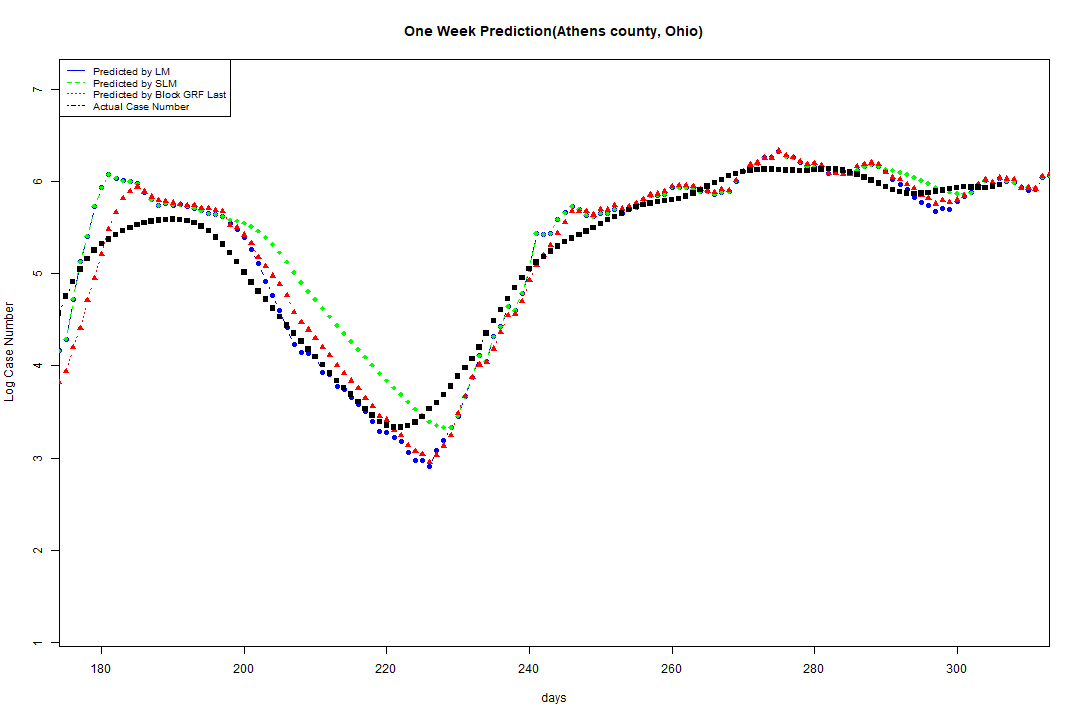 One Week Prediction(Athens county, Ohio)
Predicted by LM
Predicted by SLM
Predicted by Block GRF Last
Actual Case Number
7
6
5
4
3
2
1
Log Case Number
180 200 220 240 260 280 300
days